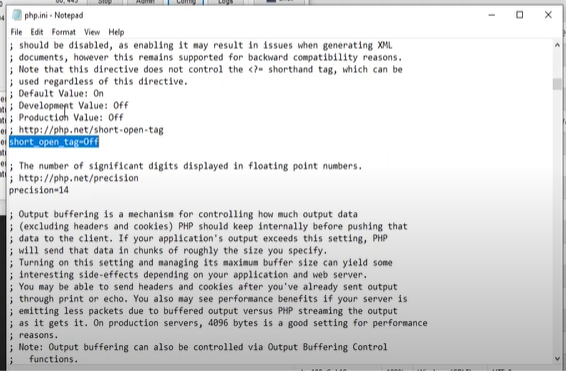 Stop Admin Config Logs
php.ini - Notepad
File Edit Format View Help
; should be disabled, as enabling it may result in issues when generating XML
; documents, however this remains supported for backward compatibility reasons.
; Note that this directive does not control the <?= shorthand tag, which can be
; used regardless of this directive.
; Default Value: On
; Development Value: Off
; Production Value: Off
; http://php.net/short-open-tag
short_open_tag=Off
; The number of significant digits displayed in floating point numbers.
; http://php.net/precision
precision=14
; Output buffering is a mechanism for controlling how much output data
; (excluding headers and cookies) PHP should keep internally before pushing that
; data to the client. If your application's output exceeds this setting, PHP
; will send that data in chunks of roughly the size you specify.
; Turning on this setting and managing its maximum buffer size can yield some
; interesting side-effects depending on your application and web server.
; You may be able to send headers and cookies after you've already sent output
; through print or echo. You also may see performance benefits if your server is
; emitting less packets due to buffered output versus PHP streaming the output
; as it gets it. On production servers, 4096 bytes is a good setting for performance
; reasons.
; Note: Output buffering can also be controlled via Output Buffering Control
; functions.